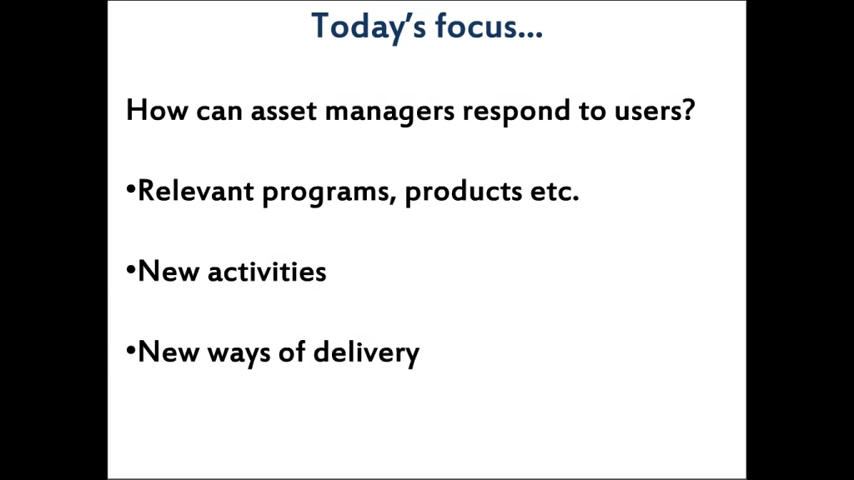 Today’s focus...
How can asset managers respond to users?
•Relevant programs, products etc.
•New activities
•New ways of delivery